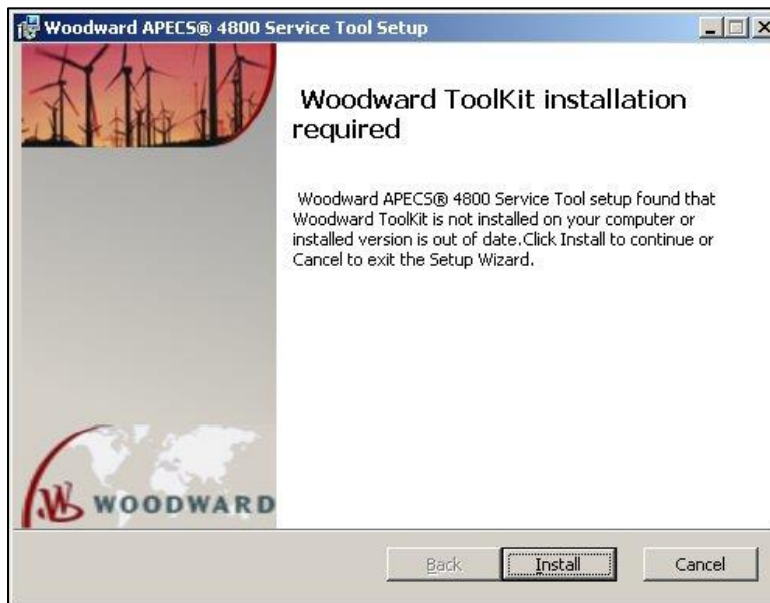 Woodward APECS® 4800 Service Tool Setup
Woodward ToolKit installation
required
Woodward APECS® 4800 Service Tool setup found that
Woodward ToolKit is not installed on your computer or
installed version is out of date.Click Install to continue or
Cancel to exit the Setup Wizard.
W WOODWARD
Back Install Cancel